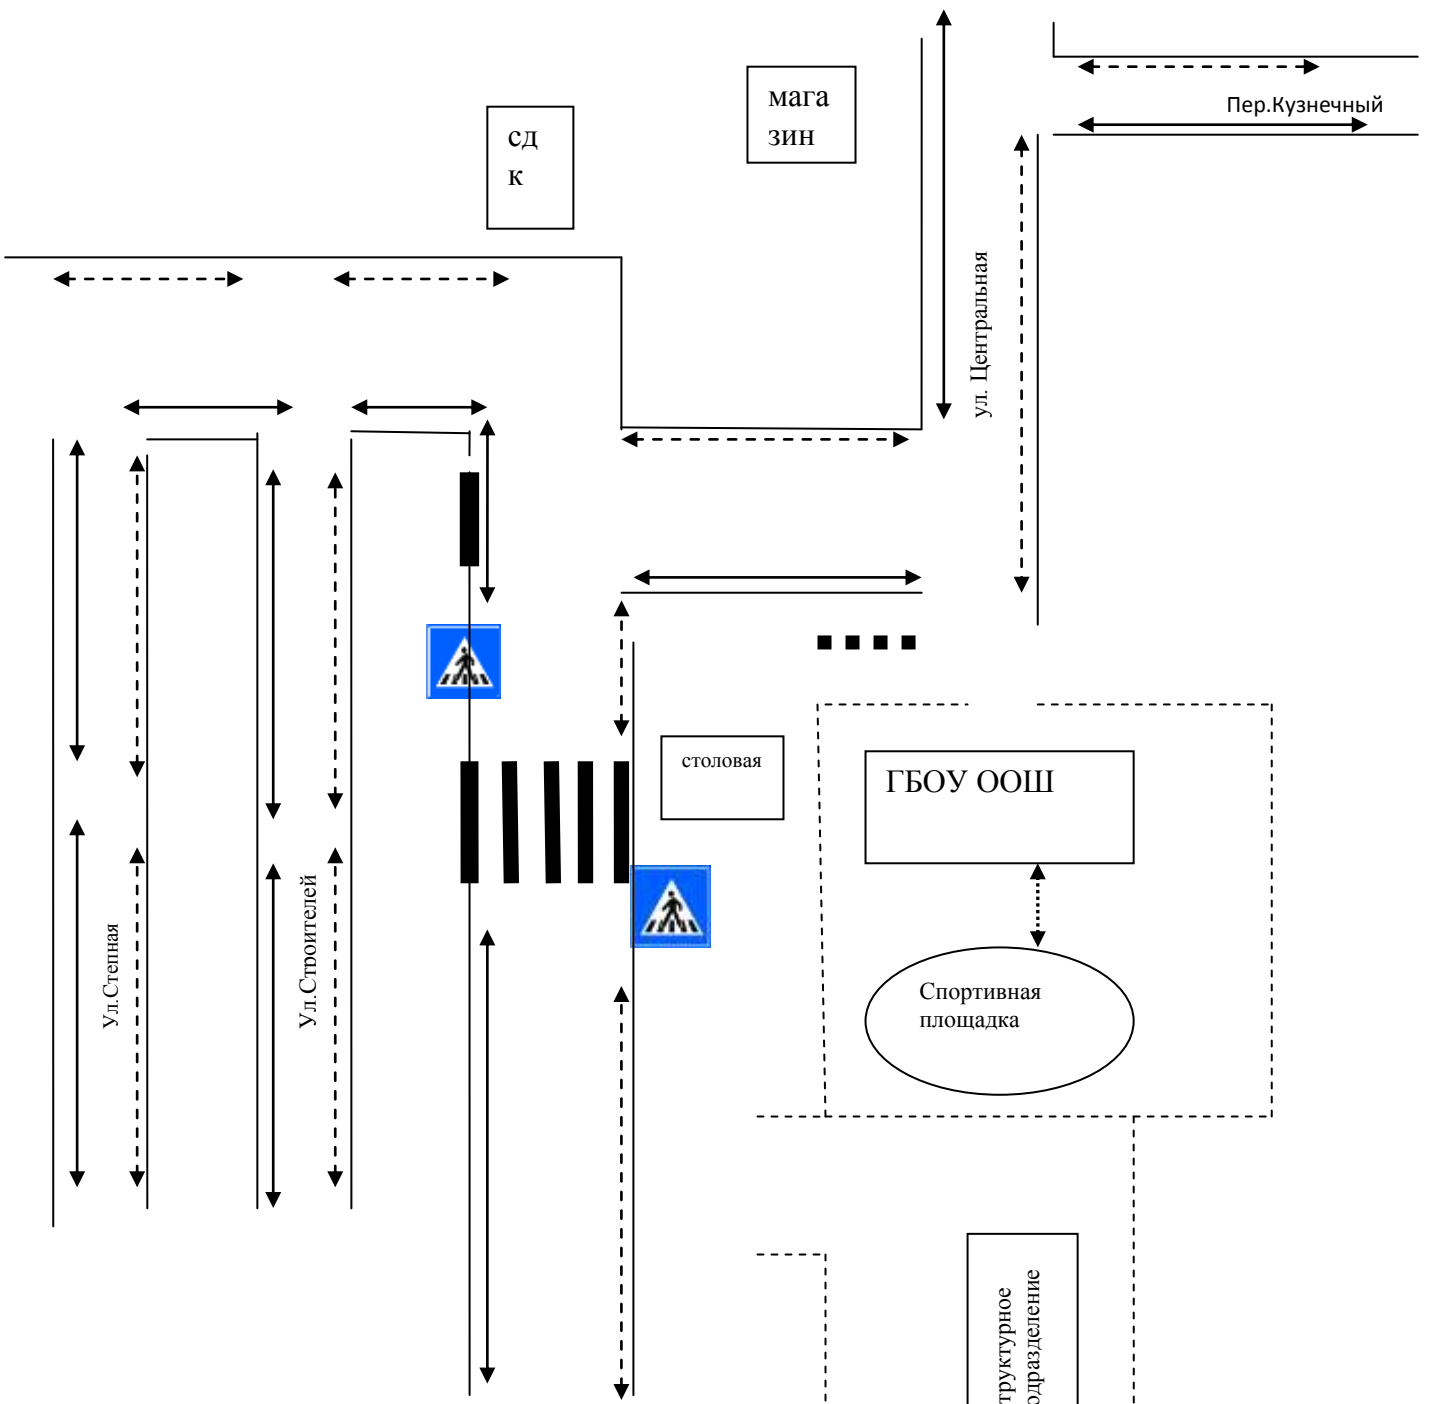 мага
зин
Пер.Кузнечный
сд
к
ул. Центральная
столовая
ГБОУ ООШ
Ул.Степная
Ул.Строителей
Спортивная
площадка
труктурное
одразделение